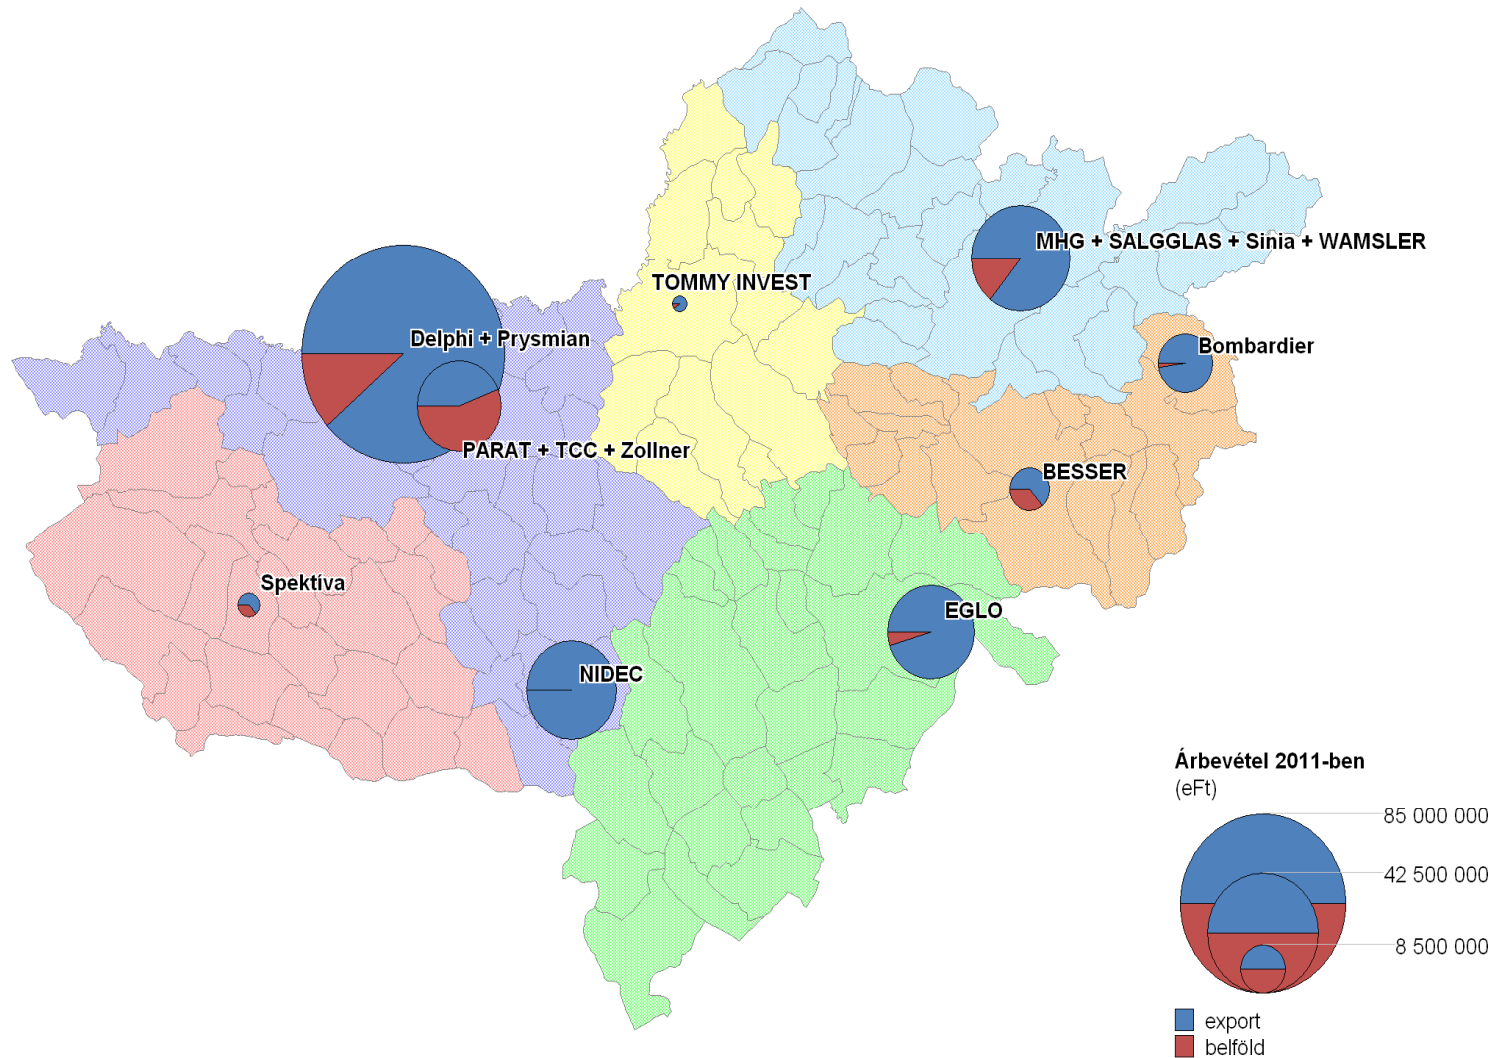 MHG + SALGGLAS + Sinia + WAMSLER
TOMMY INVEST
Delphi + Prysmian
Bombardier
PARAT + TCC + Zollner
BESSER
Spektíva
EGLO
NIDEC
Árbevétel 2011-ben
(eFt)
85 000 000
42 500 000
8 500 000
export
belföld